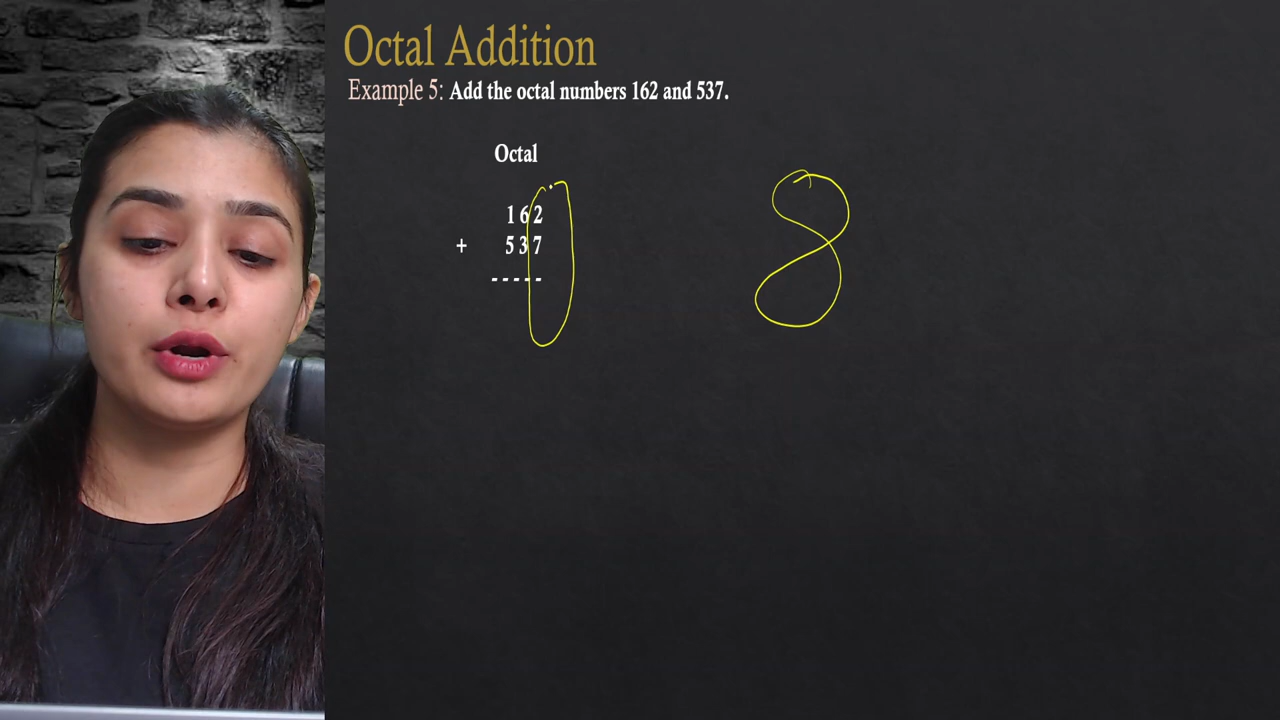 Octal Addition
Example 5: Add the octal numbers 162 and 537.
Octal
162
+ 537
-----
8